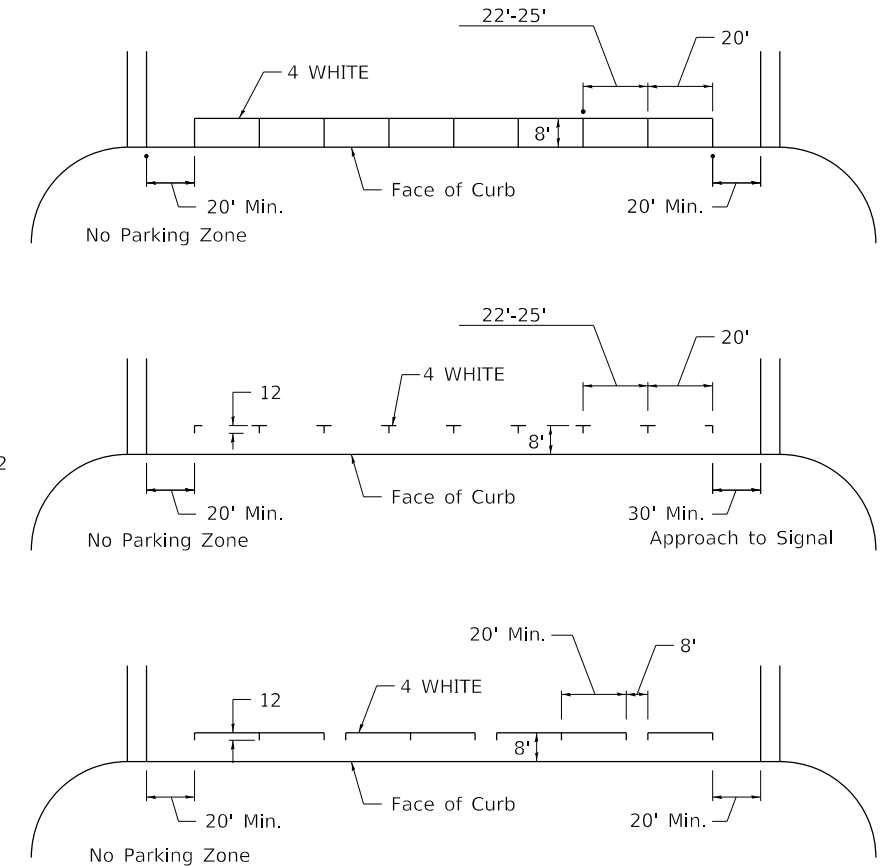 22'-25'
20'
4 WHITE
8'
Face of Curb
20' Min.
20' Min.
No Parking Zone
22'-25'
20'
4 WHITE
12
8'
2
Face of Curb
20' Min.
30' Min.
No Parking Zone
Approach to Signal
20' Min.
8'
12
4 WHITE
8'
Face of Curb
20' Min.
20' Min.
No Parking Zone